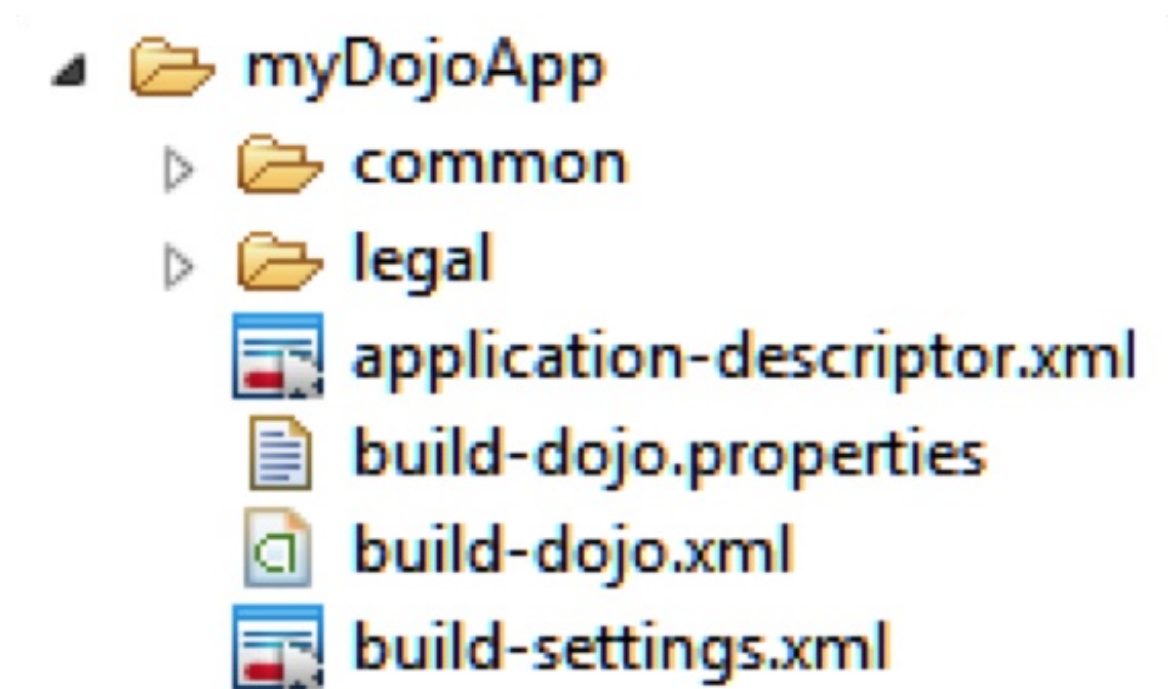 myDojoApp
common
legal
application-descriptor.xml
build-dojo.properties
build-dojo.xml
build-settings.xml